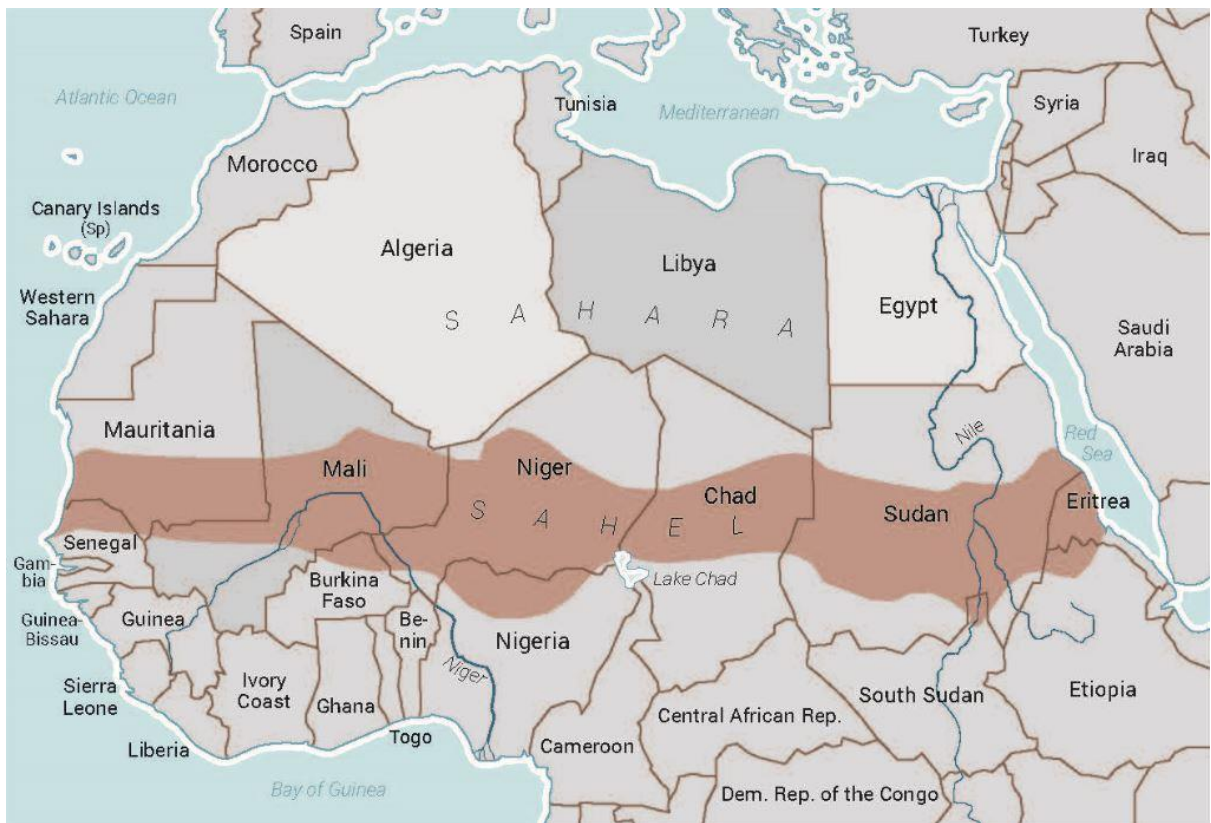 Spain
Turkey
Atlantic Ocean
Tunisia
Mediterranean
Syria
Iraq
Morocco
Canary Islands
(Sp)
Algeria
Libya
Egypt
Western
Sahara
SAHARA
Saudi
Arabia
Mauritania
Nile
Red
Sea
Mali
Niger
Chad
Sudan
Eritrea
SAHEL
Senegal
Gam-
bia
Burkina
Faso
Lake Chad
Guinea-
Bissau
Guinea
Be-
nin
Nigeria
Niger
Sierra
Leone
Ivory
Coast
Ghana
South Sudan
Etiopia
Central African Rep.
Liberia
Togo
Cameroon
Bay of Guinea
Dem. Rep. of the Congo